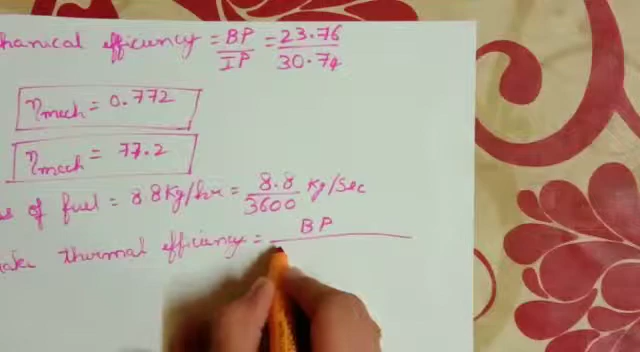 hanical efficiency = BP/IP = 23.76/30.74
ηmech = 0.772
ηmech = 77.2
s of fuel = 8 8 Kg/hr = 8.8/3600 Kg/Sec
ake thermal efficiency = BP